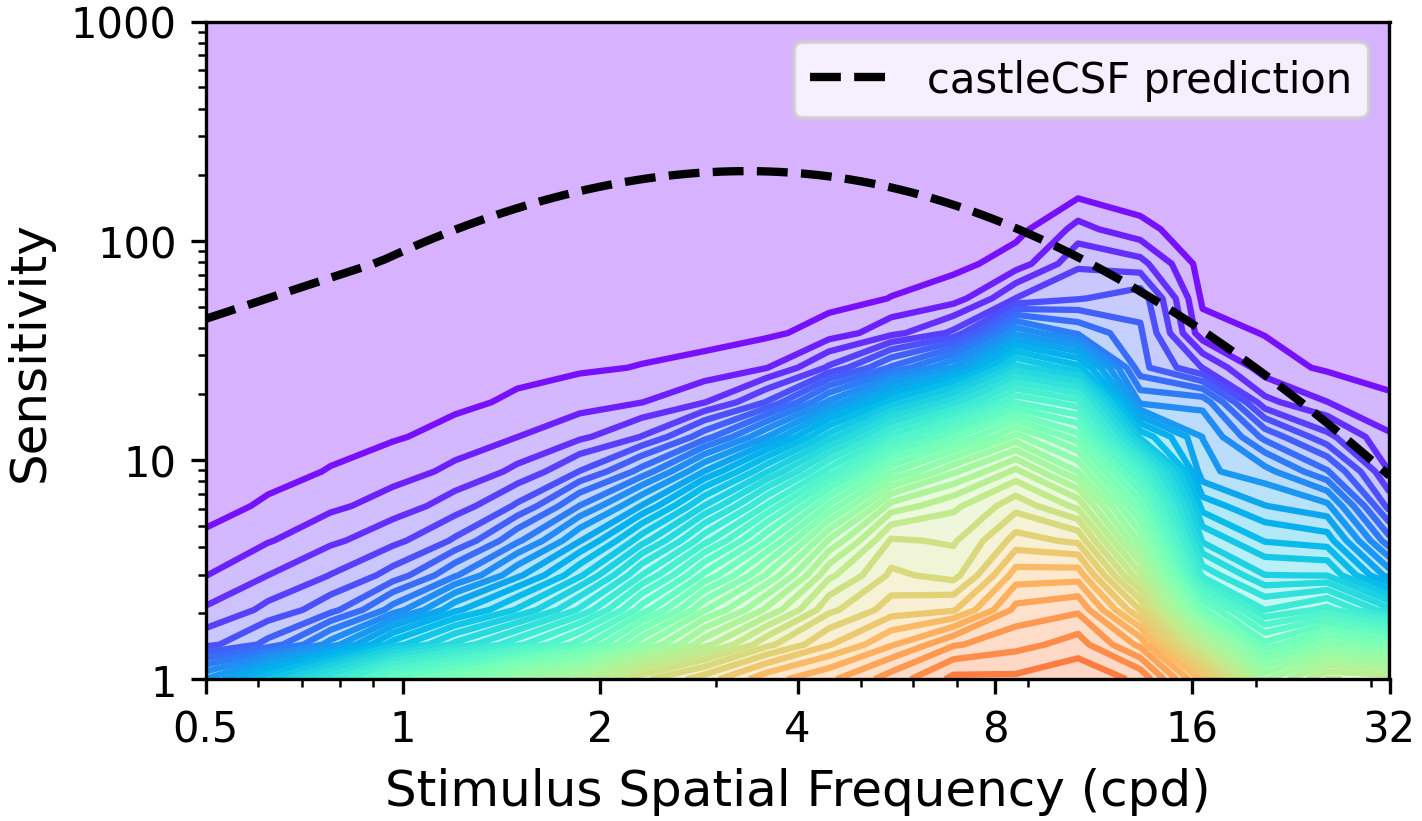 1000
castleCSF prediction
100
Sensitivity
10
1
0.5 1 2 4 8 16 32
Stimulus Spatial Frequency (cpd)